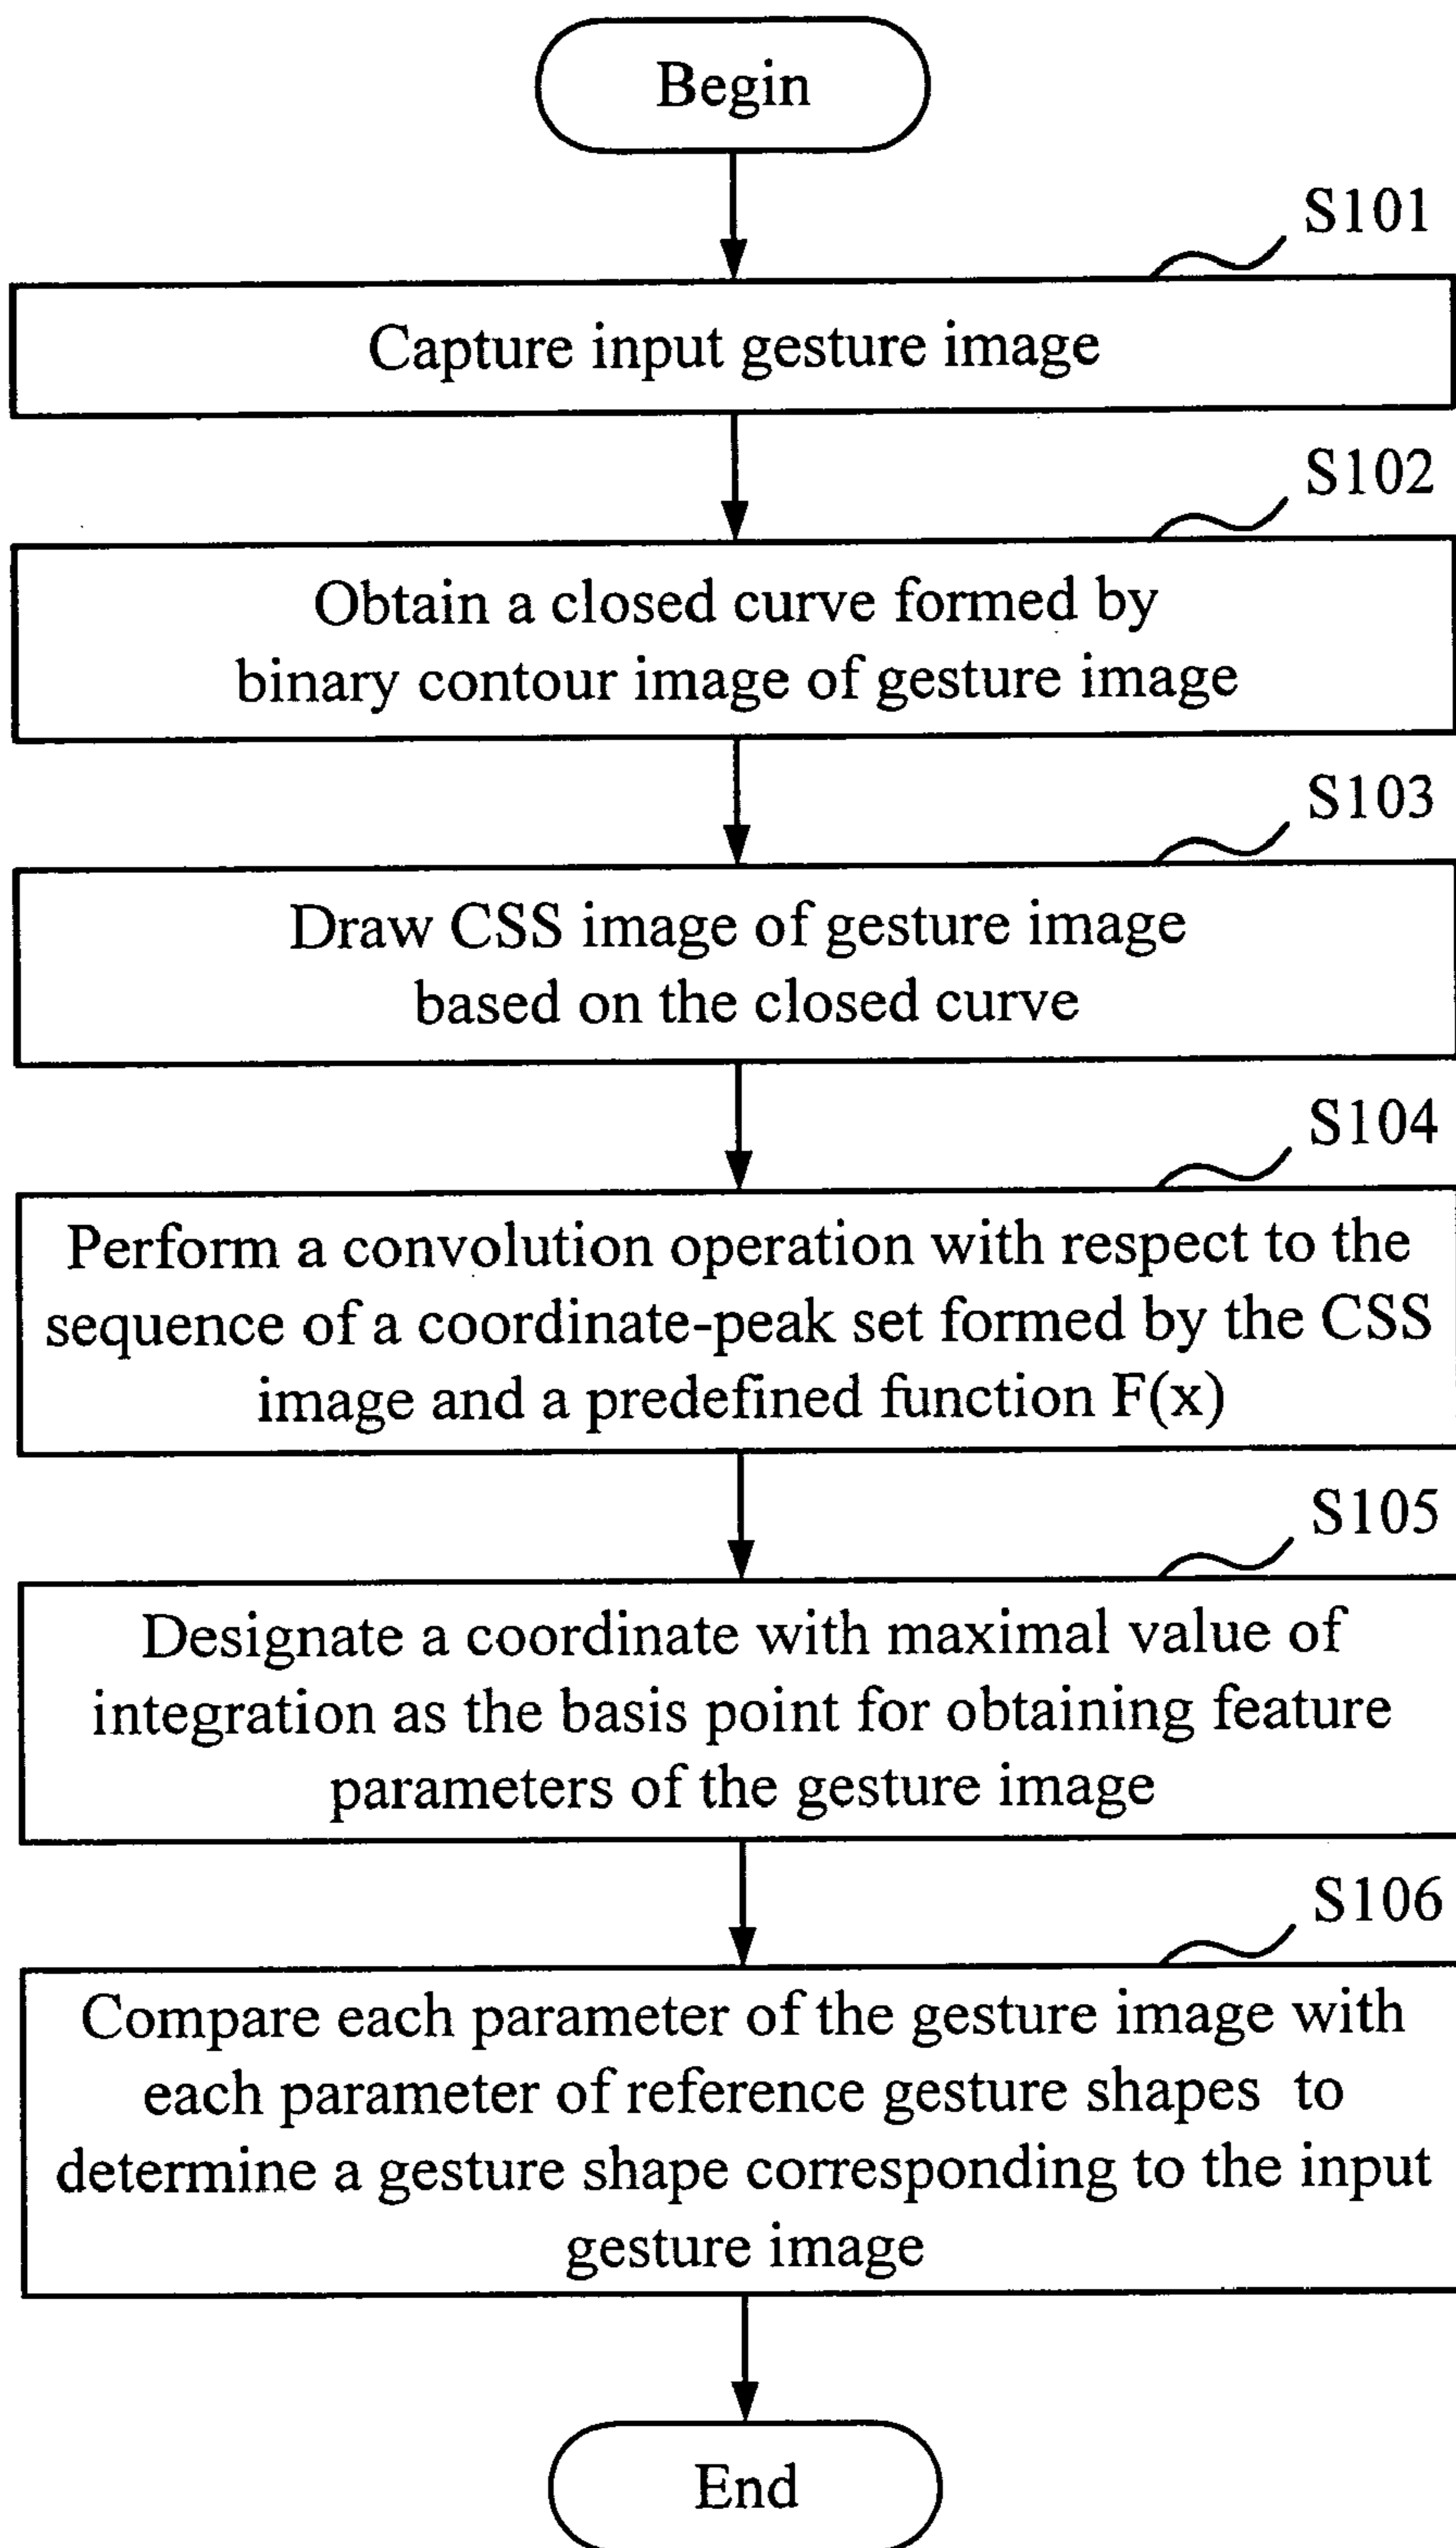 Begin
S101
Capture input gesture image
S102
Obtain a closed curve formed by
binary contour image of gesture image
S103
Draw CSS image of gesture image
based on the closed curve
S104
Perform a convolution operation with respect to the
sequence of a coordinate-peak set formed by the CSS
image and a predefined function F(x)
S105
Designate a coordinate with maximal value of
integration as the basis point for obtaining feature
parameters of the gesture image
S106
Compare each parameter of the gesture image with
each parameter of reference gesture shapes to
determine a gesture shape corresponding to the input
gesture image
End